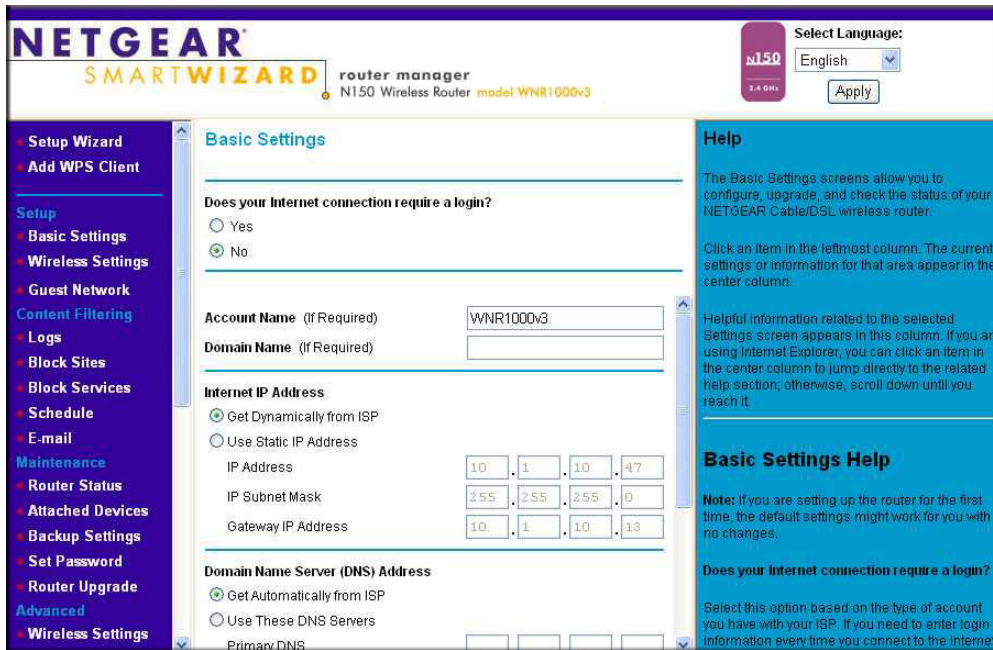 NETGEAR
SMARTWIZARD
router manager
N150 Wireless Router model WNR1000v3
N150
2.4 GHz
Select Language:
English
Apply
Setup Wizard
Add WPS Client
Setup
Basic Settings
Wireless Settings
Guest Network
Content Filtering
Logs
Block Sites
Block Services
Schedule
E-mail
Maintenance
Router Status
Attached Devices
Backup Settings
Set Password
Router Upgrade
Advanced
Wireless Settings
Basic Settings
Does your Internet connection require a login?
Yes
No
Account Name (If Required) WNR1000v3
Domain Name (If Required)
Internet IP Address
Get Dynamically from ISP
Use Static IP Address
IP Address 10 . 1 . 10 . 47
IP Subnet Mask 255 . 255 . 255 . 0
Gateway IP Address 10 . 1 . 10 . 13
Domain Name Server (DNS) Address
Get Automatically from ISP
Use These DNS Servers
Primary DNS
Help
The Basic Settings screens allow you to
configure, upgrade, and check the status of your
NETGEAR Cable/DSL wireless router.
Click an item in the leftmost column. The current
settings or information for that area appear in the
center column.
Helpful information related to the selected
Settings screen appears in this column. If you ar
using Internet Explorer, you can click an item in
the center column to jump directly to the related
help section; otherwise, scroll down until you
reach it.
Basic Settings Help
Note: If you are setting up the router for the first
time, the default settings might work for you with
no changes.
Does your Internet connection require a login?
Select this option based on the type of account
you have with your ISP. If you need to enter login
information every time you connect to the Internet